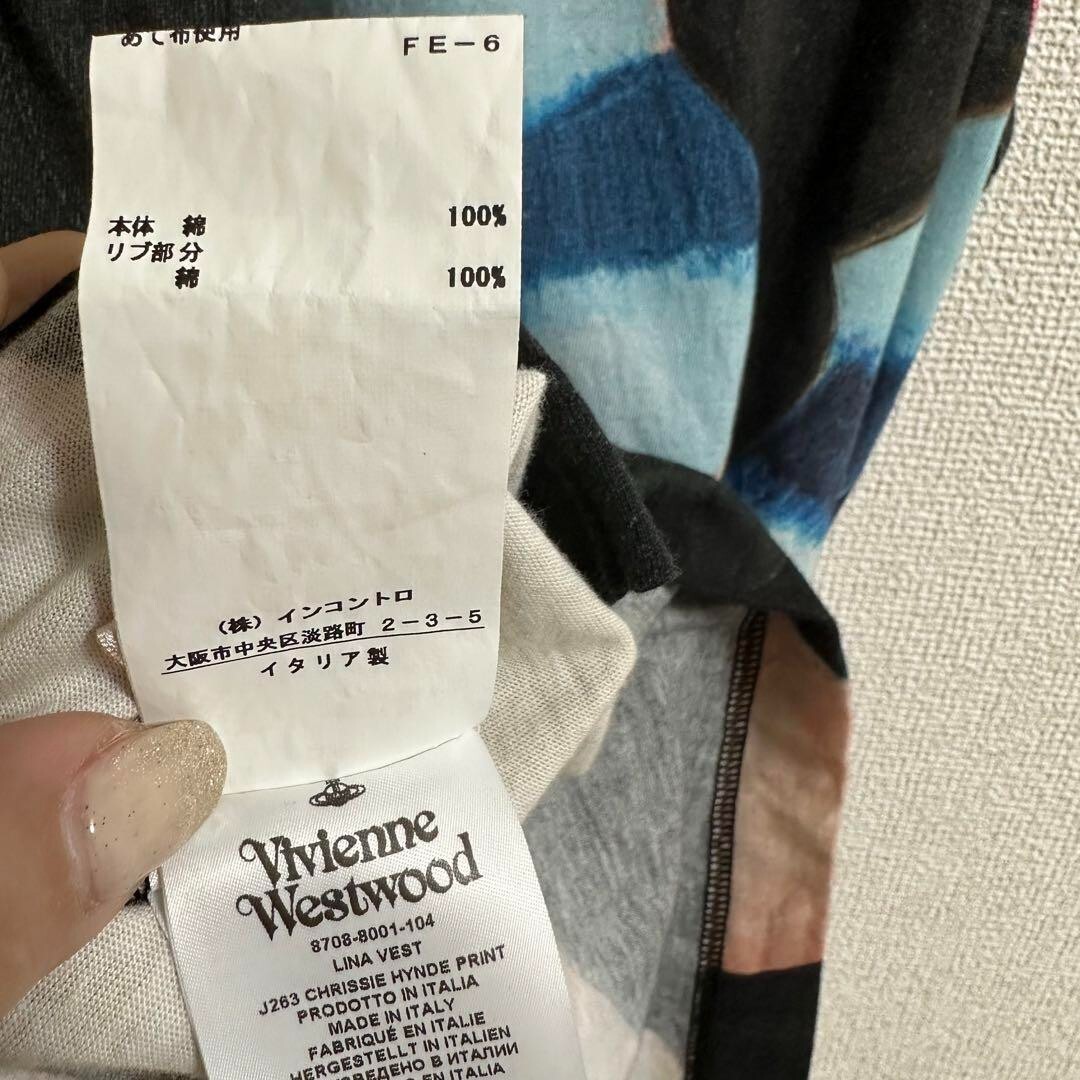 あて布使用
FE-6
本体 綿 100%
リブ部分
綿 100%
(株)インコントロ
大阪市中央区淡路町 2-3-5
イタリア製
Vivienne
Westwood
8708-8001-104
LINA VEST
J263 CHRISSIE HYNDE PRINT
PRODOTTO IN ITALIA
MADE IN ITALY
FABRIQUÉ EN ITALIE
HERGESTELLT IN ITALIEN
В ИТАЛИИ
EN ITALIA